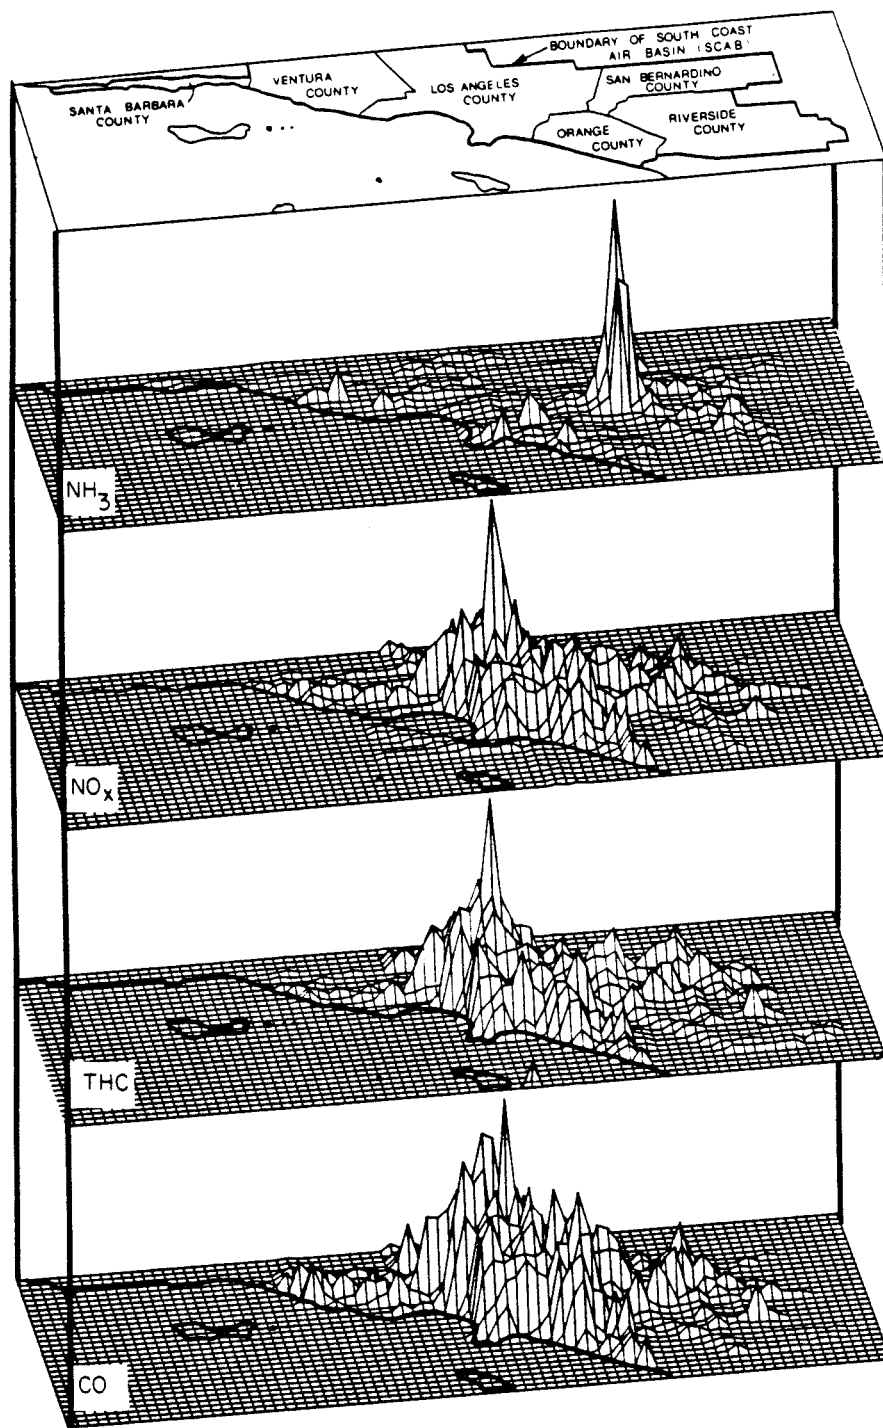 BOUNDARY OF SOUTH COAST
AIR BASIN (SCAB)
VENTURA
COUNTY
LOS ANGELES
COUNTY
SAN BERNARDINO
COUNTY
SANTA BARBARA
COUNTY
ORANGE
COUNTY
RIVERSIDE
COUNTY
NH3
NOx
THC
CO